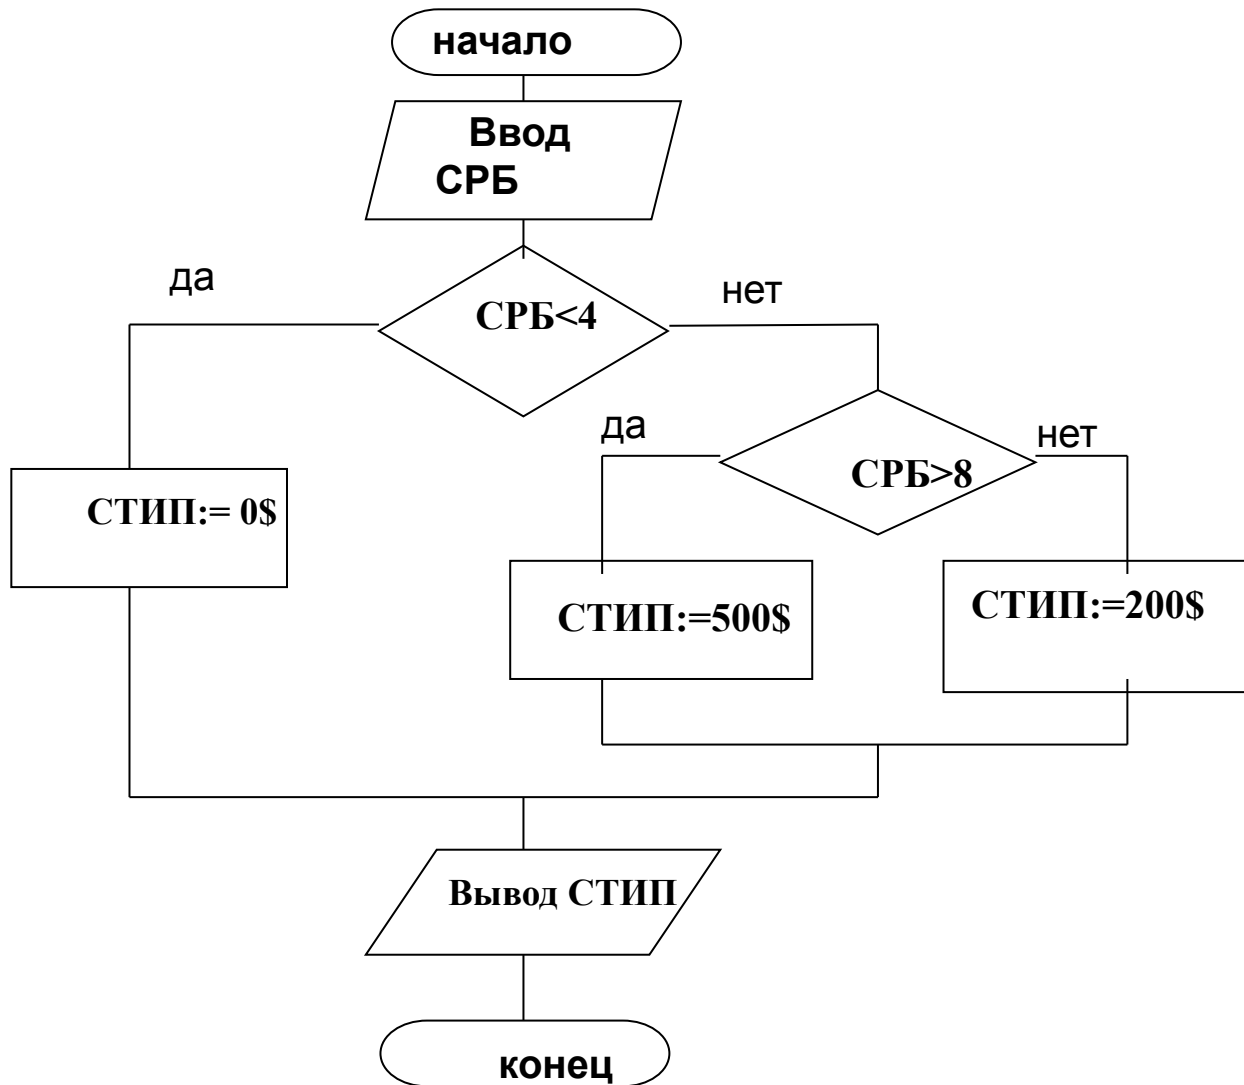 начало
Ввод
СРБ
да
нет
СРБ<4
да
нет
СРБ>8
СТИП:= 0$
СТИП:=500$
СТИП:=200$
Вывод СТИП
конец